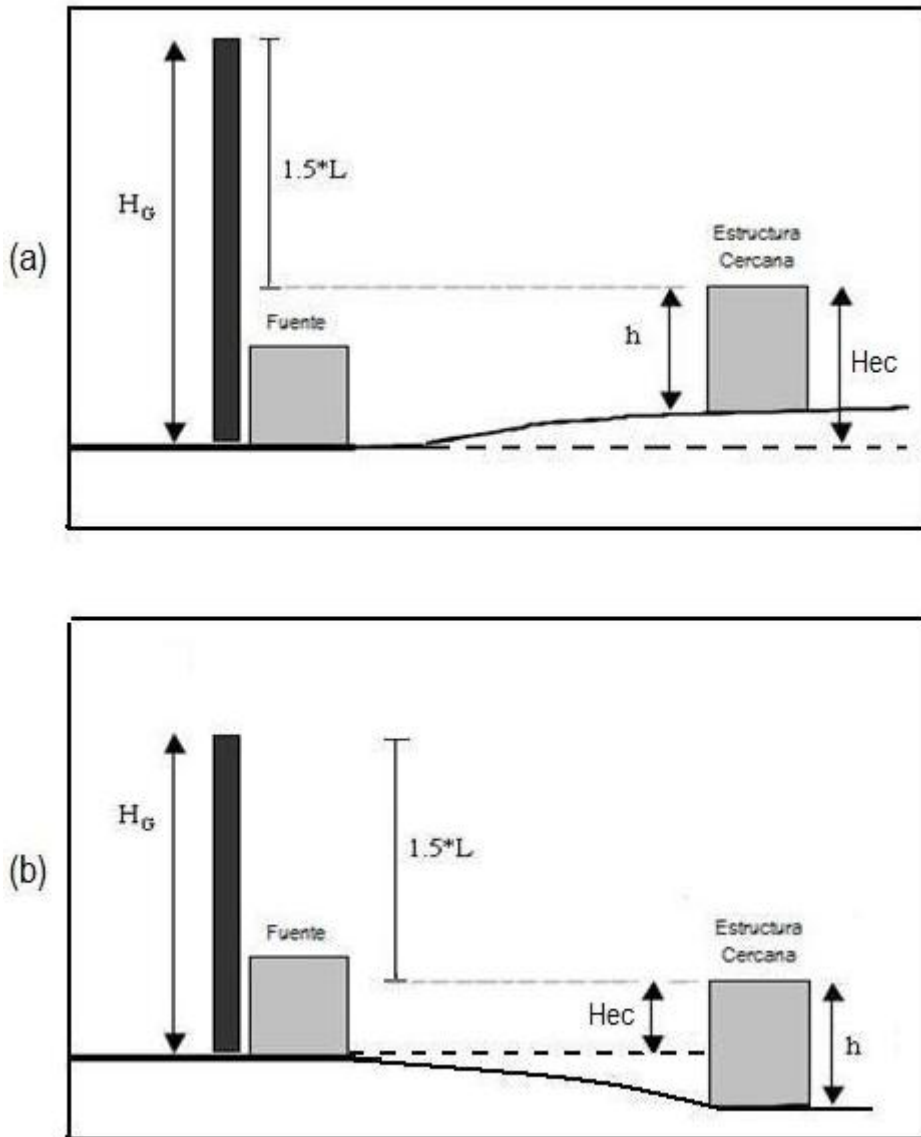 (a)
H_G
1.5*L
Fuente
Estructura
Cercana
h
Hec
(b)
H_G
1.5*L
Fuente
Estructura
Cercana
Hec
h